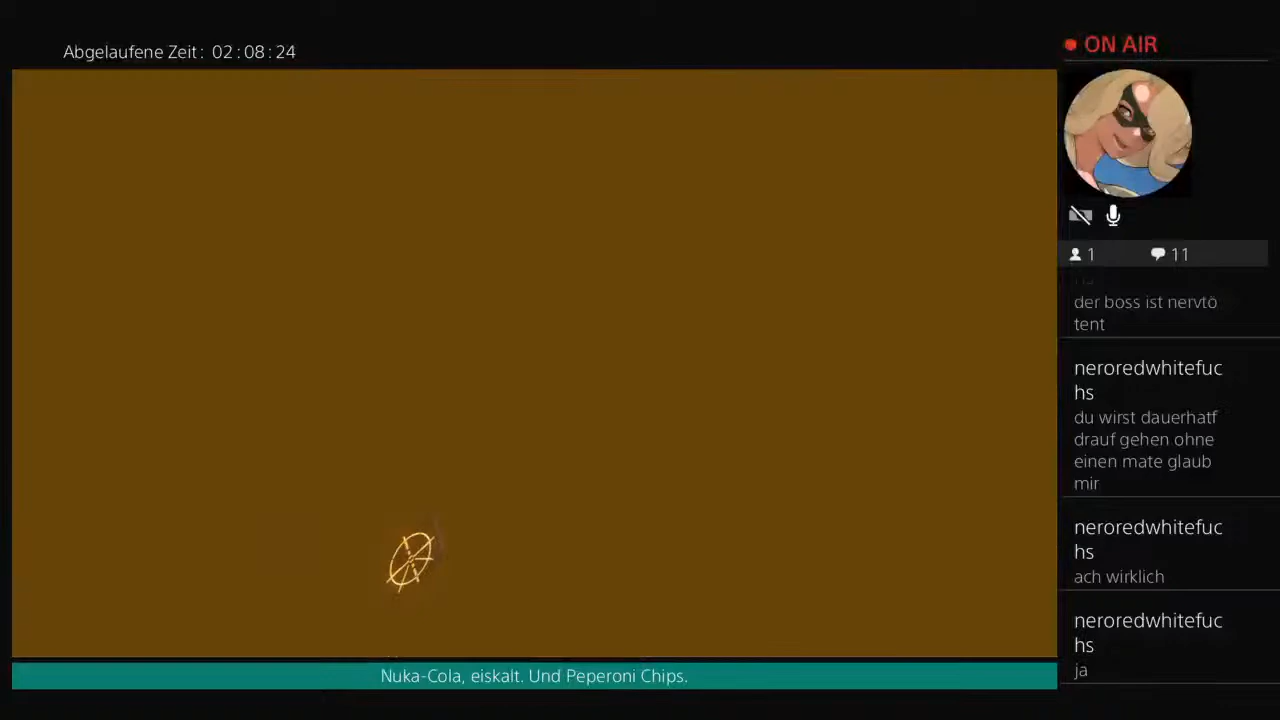 Abgelaufene Zeit: 02:08:24
ON AIR
1
11
der boss ist nervtö
tent
neroredwhitefuc
hs
du wirst dauerhatf
drauf gehen ohne
einen mate glaub
mir
neroredwhitefuc
hs
ach wirklich
neroredwhitefuc
hs
ja
Nuka-Cola, eiskalt. Und Peperoni Chips.